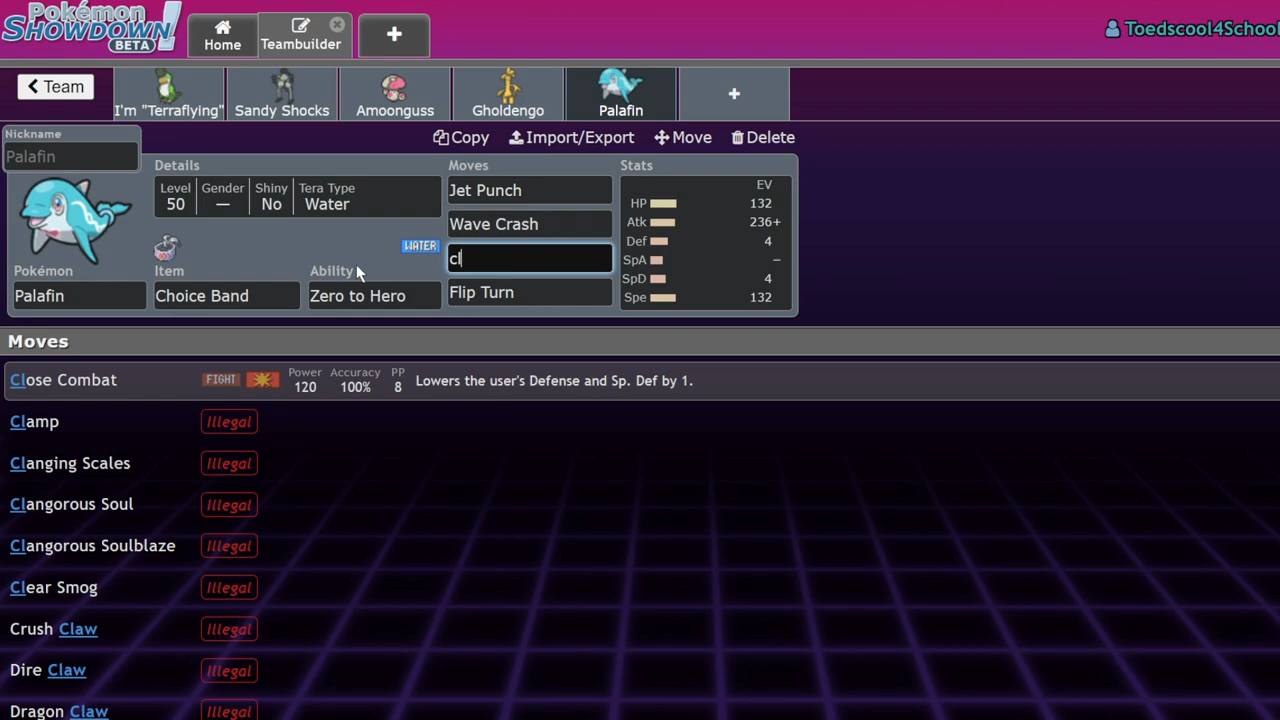 Pokémon
SHOWDOWN!
BETA
Home
Teambuilder
+
Toedscool4School
< Team
I'm "Terraflying"
Sandy Shocks
Amoonguss
Gholdengo
Palafin
+
Copy
Import/Export
Move
Delete
Nickname
Palafin
Details
Level
50
Gender
—
Shiny
No
Tera Type
Water
WATER
Pokémon
Palafin
Item
Choice Band
Ability
Zero to Hero
Moves
Jet Punch
Wave Crash
cl
Flip Turn
Stats
EV
HP 132
Atk 236+
Def 4
SpA –
SpD 4
Spe 132
Moves
Close Combat FIGHT Power 120 Accuracy 100% PP 8 Lowers the user's Defense and Sp. Def by 1.
Clamp Illegal
Clanging Scales Illegal
Clangorous Soul Illegal
Clangorous Soulblaze Illegal
Clear Smog Illegal
Crush Claw Illegal
Dire Claw Illegal
Dragon Claw Illegal